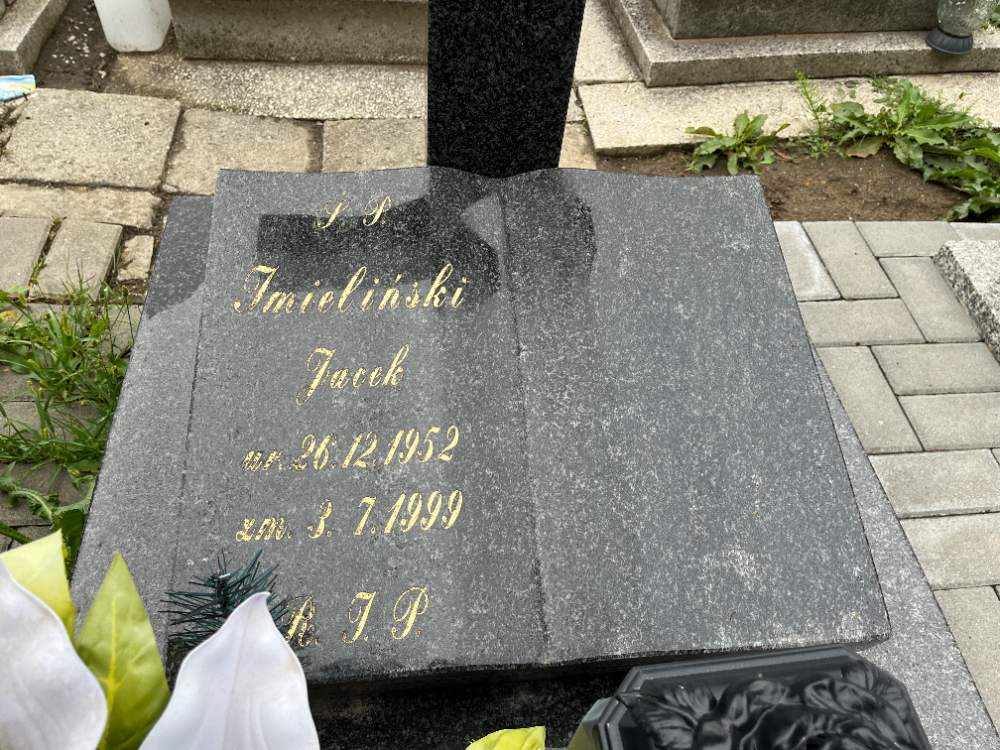 Ś P
Imieliński
Jacek
ur. 26.12.1952
zm. 3. 7.1999
R. I. P.